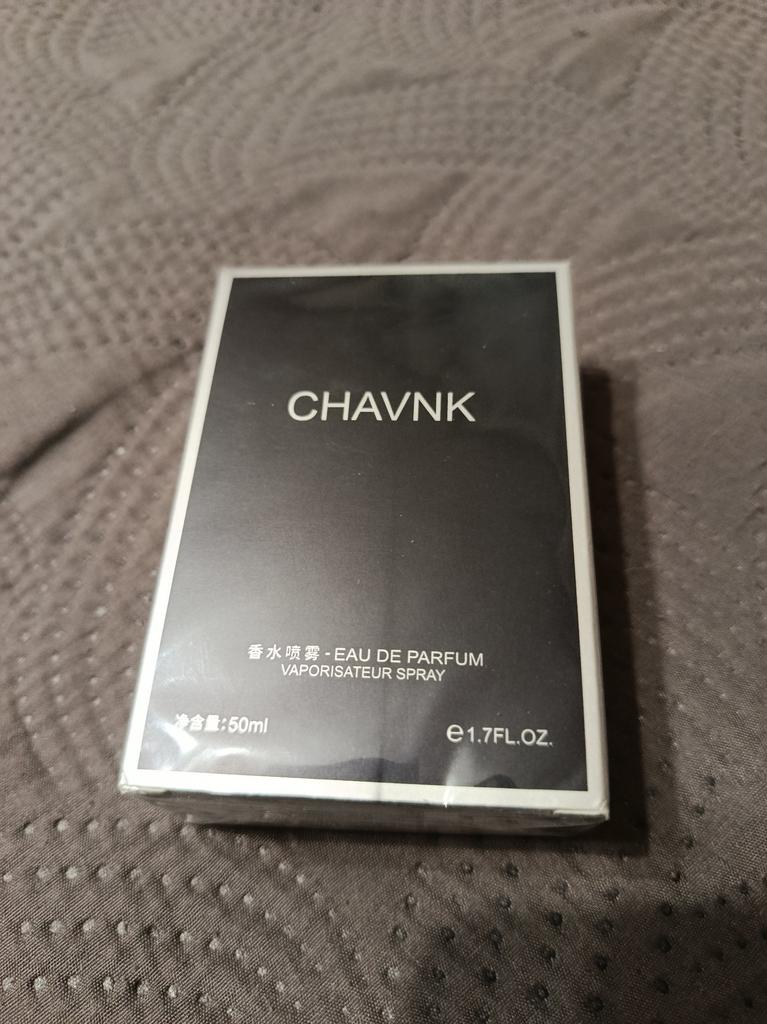 CHAVNK
香水喷雾-EAU DE PARFUM
VAPORISATEUR SPRAY
净含量:50ml
℮1.7FL.OZ.